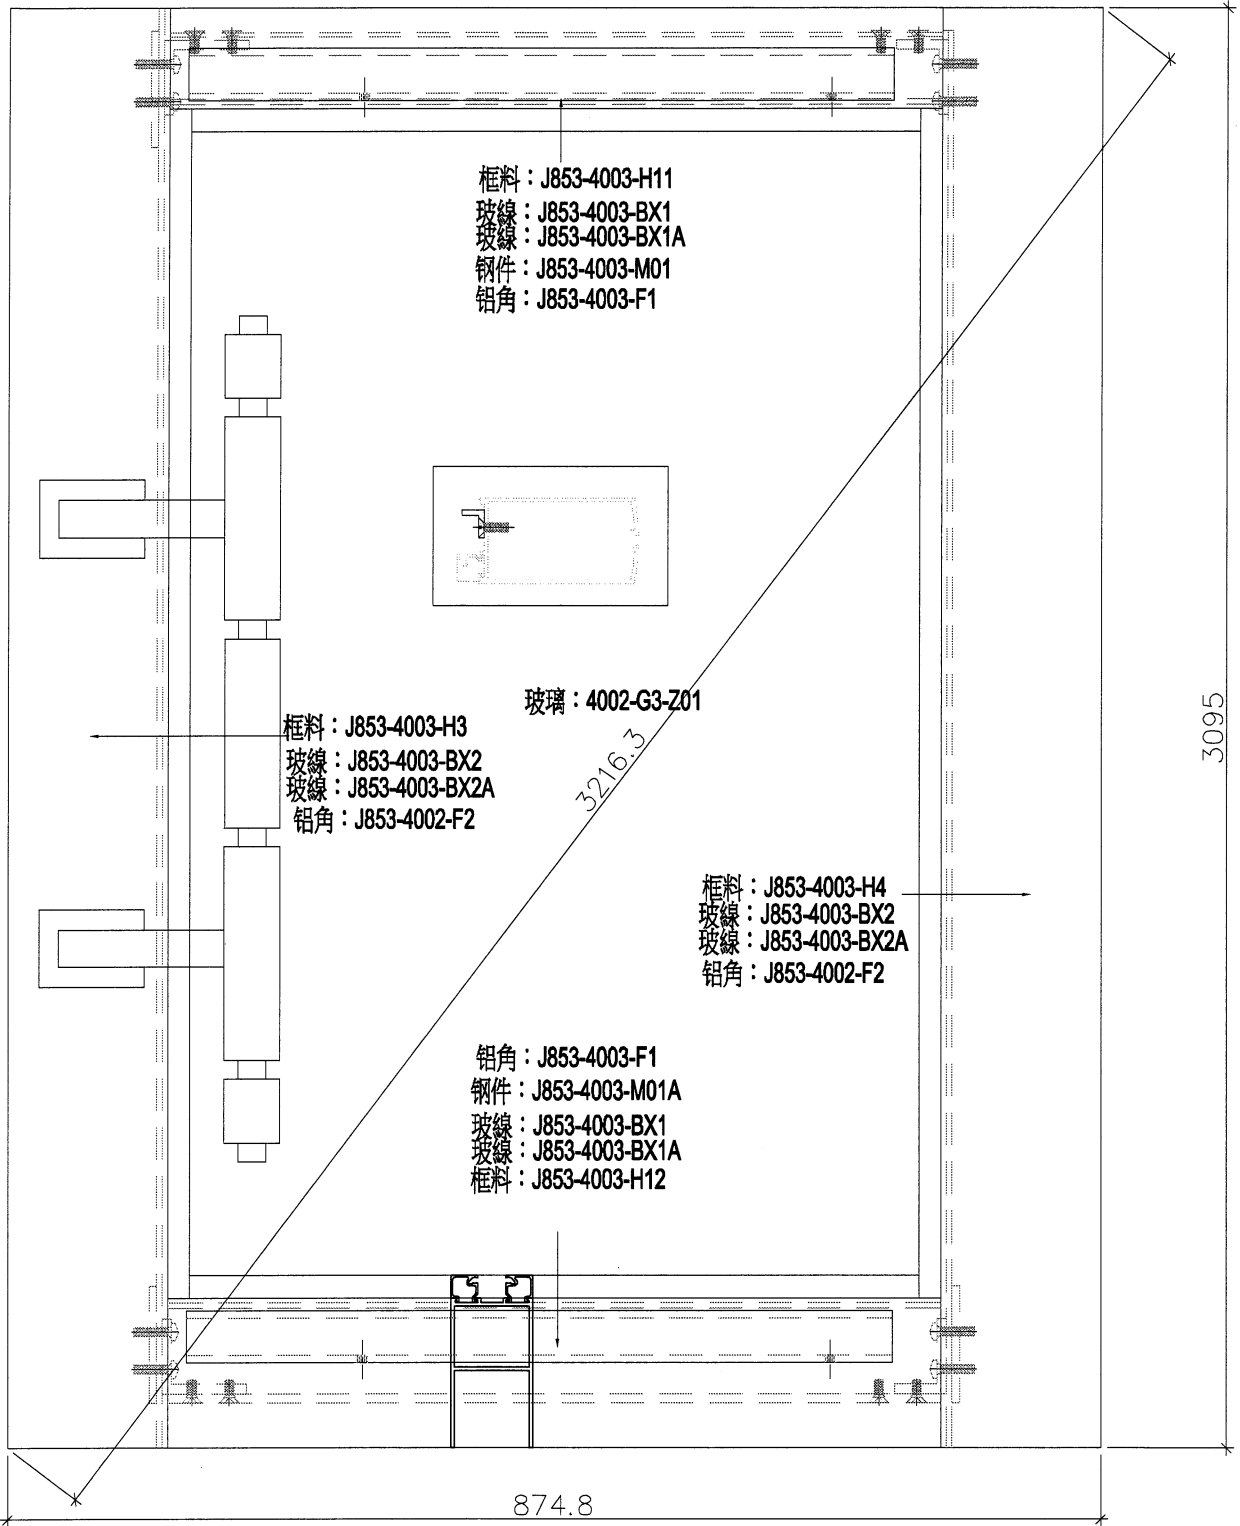 框料：J853-4003-H11
玻線：J853-4003-BX1
玻線：J853-4003-BX1A
钢件：J853-4003-M01
铝角：J853-4003-F1
玻璃：4002-G3-Z01
3095
框料：J853-4003-H3
玻線：J853-4003-BX2
玻線：J853-4003-BX2A
铝角：J853-4002-F2
3216.3
框料：J853-4003-H4
玻線：J853-4003-BX2
玻線：J853-4003-BX2A
铝角：J853-4002-F2
铝角：J853-4003-F1
钢件：J853-4003-M01A
玻線：J853-4003-BX1
玻線：J853-4003-BX1A
框料：J853-4003-H12
874.8